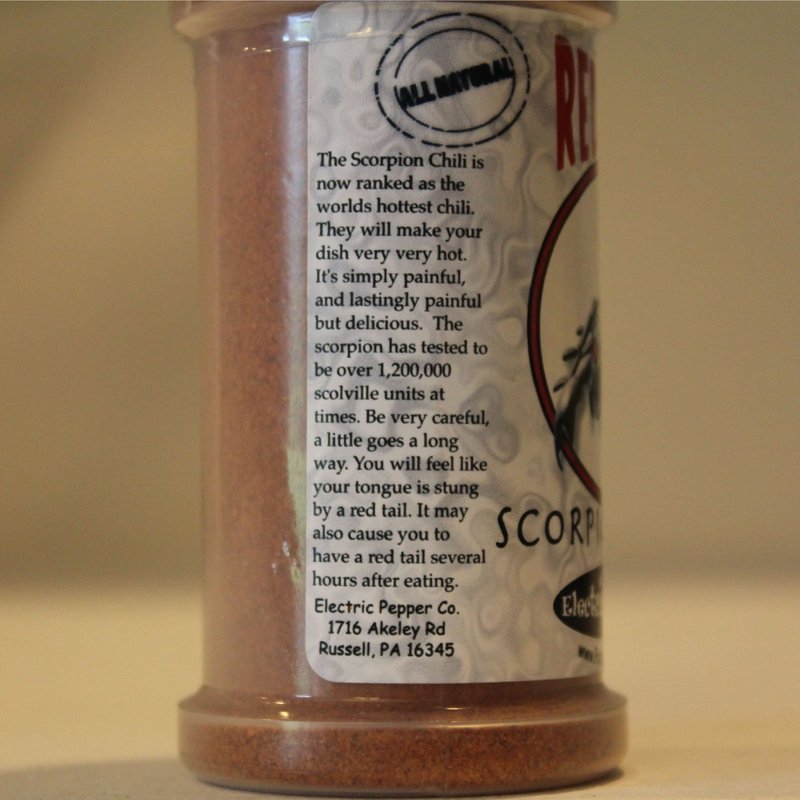 ALL NATURAL
The Scorpion Chili is
now ranked as the
worlds hottest chili.
They will make your
dish very very hot.
It's simply painful,
and lastingly painful
but delicious. The
scorpion has tested to
be over 1,200,000
scolville units at
times. Be very careful,
a little goes a long
way. You will feel like
your tongue is stung
by a red tail. It may
also cause you to
have a red tail several
hours after eating.
Electric Pepper Co.
1716 Akeley Rd
Russell, PA 16345